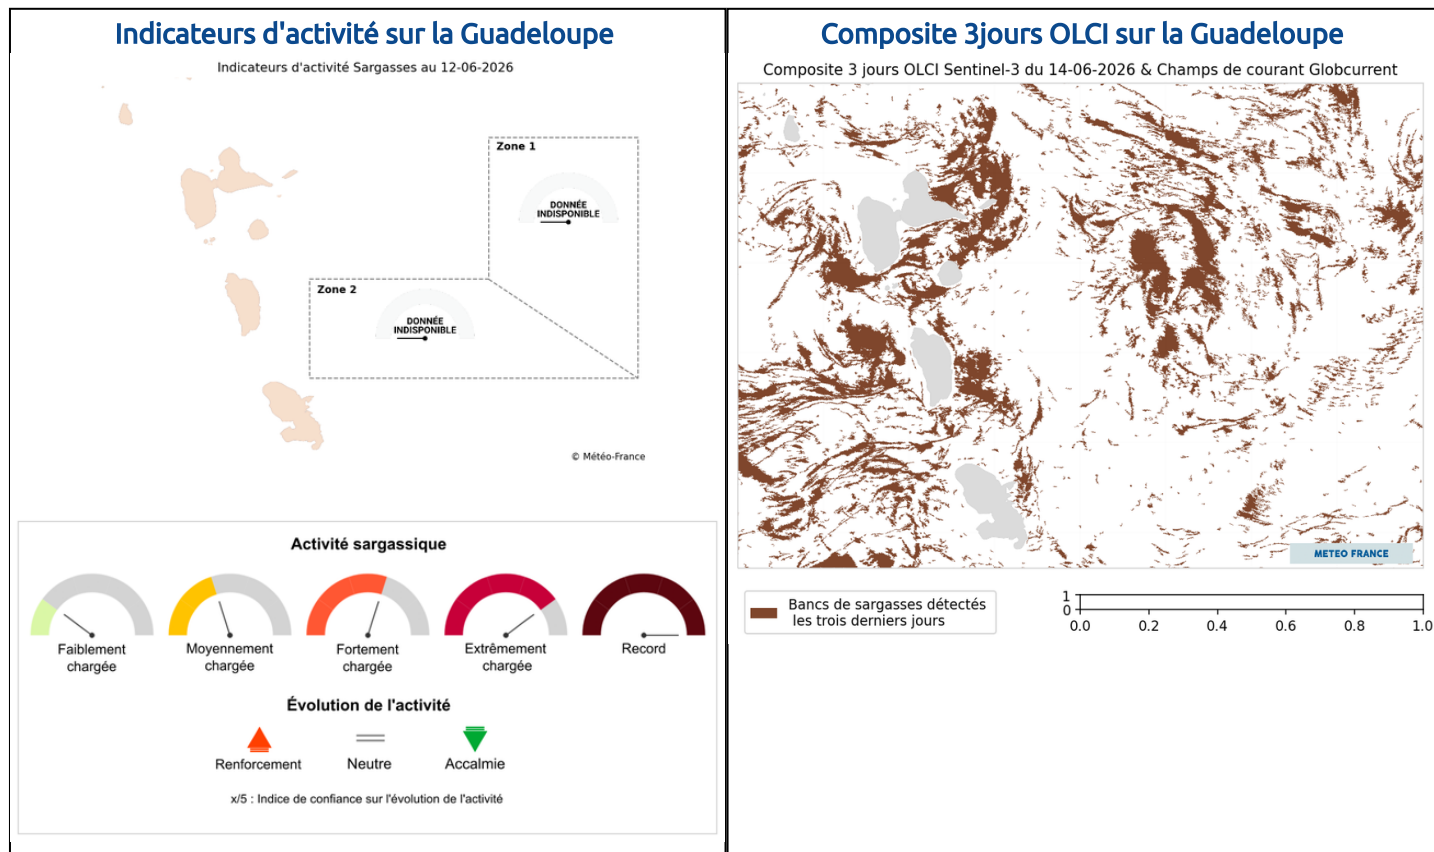 Indicateurs d'activité sur la Guadeloupe
Indicateurs d'activité Sargasses au 12-06-2026
Zone 1
DONNÉE
INDISPONIBLE
Zone 2
DONNÉE
INDISPONIBLE
© Météo-France
Activité sargassique
Faiblement
chargée
Moyennement
chargée
Fortement
chargée
Extrêmement
chargée
Record
Évolution de l'activité
Renforcement
Neutre
Accalmie
x/5 : Indice de confiance sur l'évolution de l'activité
Composite 3jours OLCI sur la Guadeloupe
Composite 3 jours OLCI Sentinel-3 du 14-06-2026 & Champs de courant Globcurrent
METEO FRANCE
Bancs de sargasses détectés
les trois derniers jours
1
0
0.0 0.2 0.4 0.6 0.8 1.0